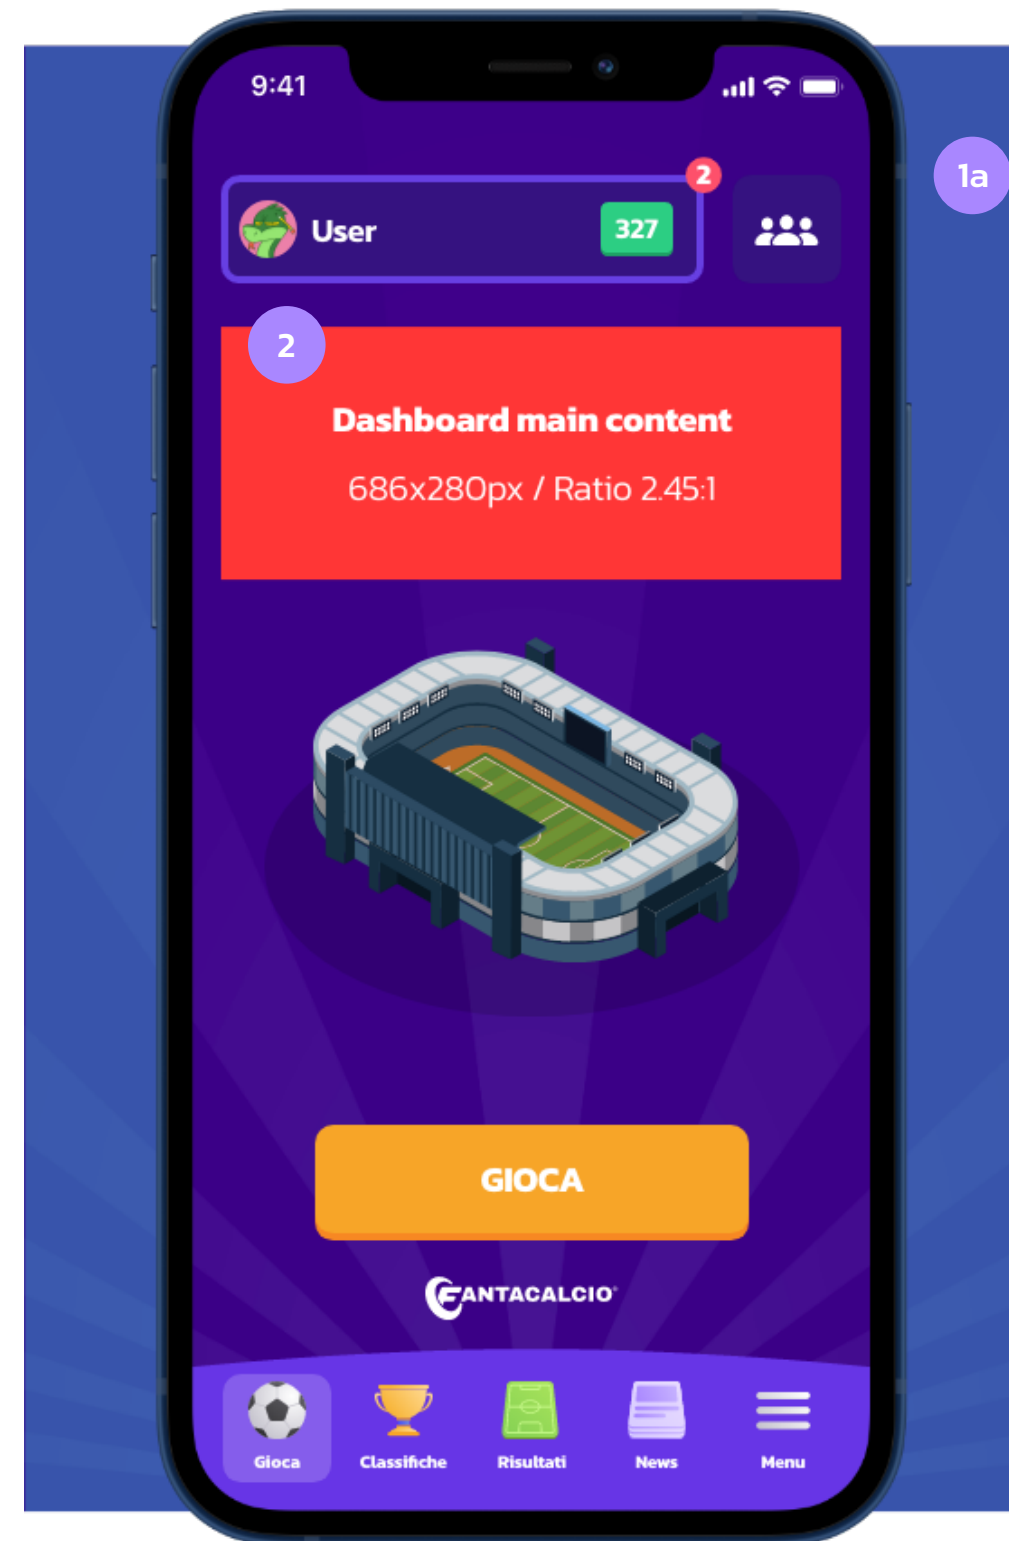 9:41
1a
2
User
327
2
Dashboard main content
686x280px / Ratio 2.45:1
GIOCA
FANTACALCIO®
Gioca
Classifiche
Risultati
News
Menu